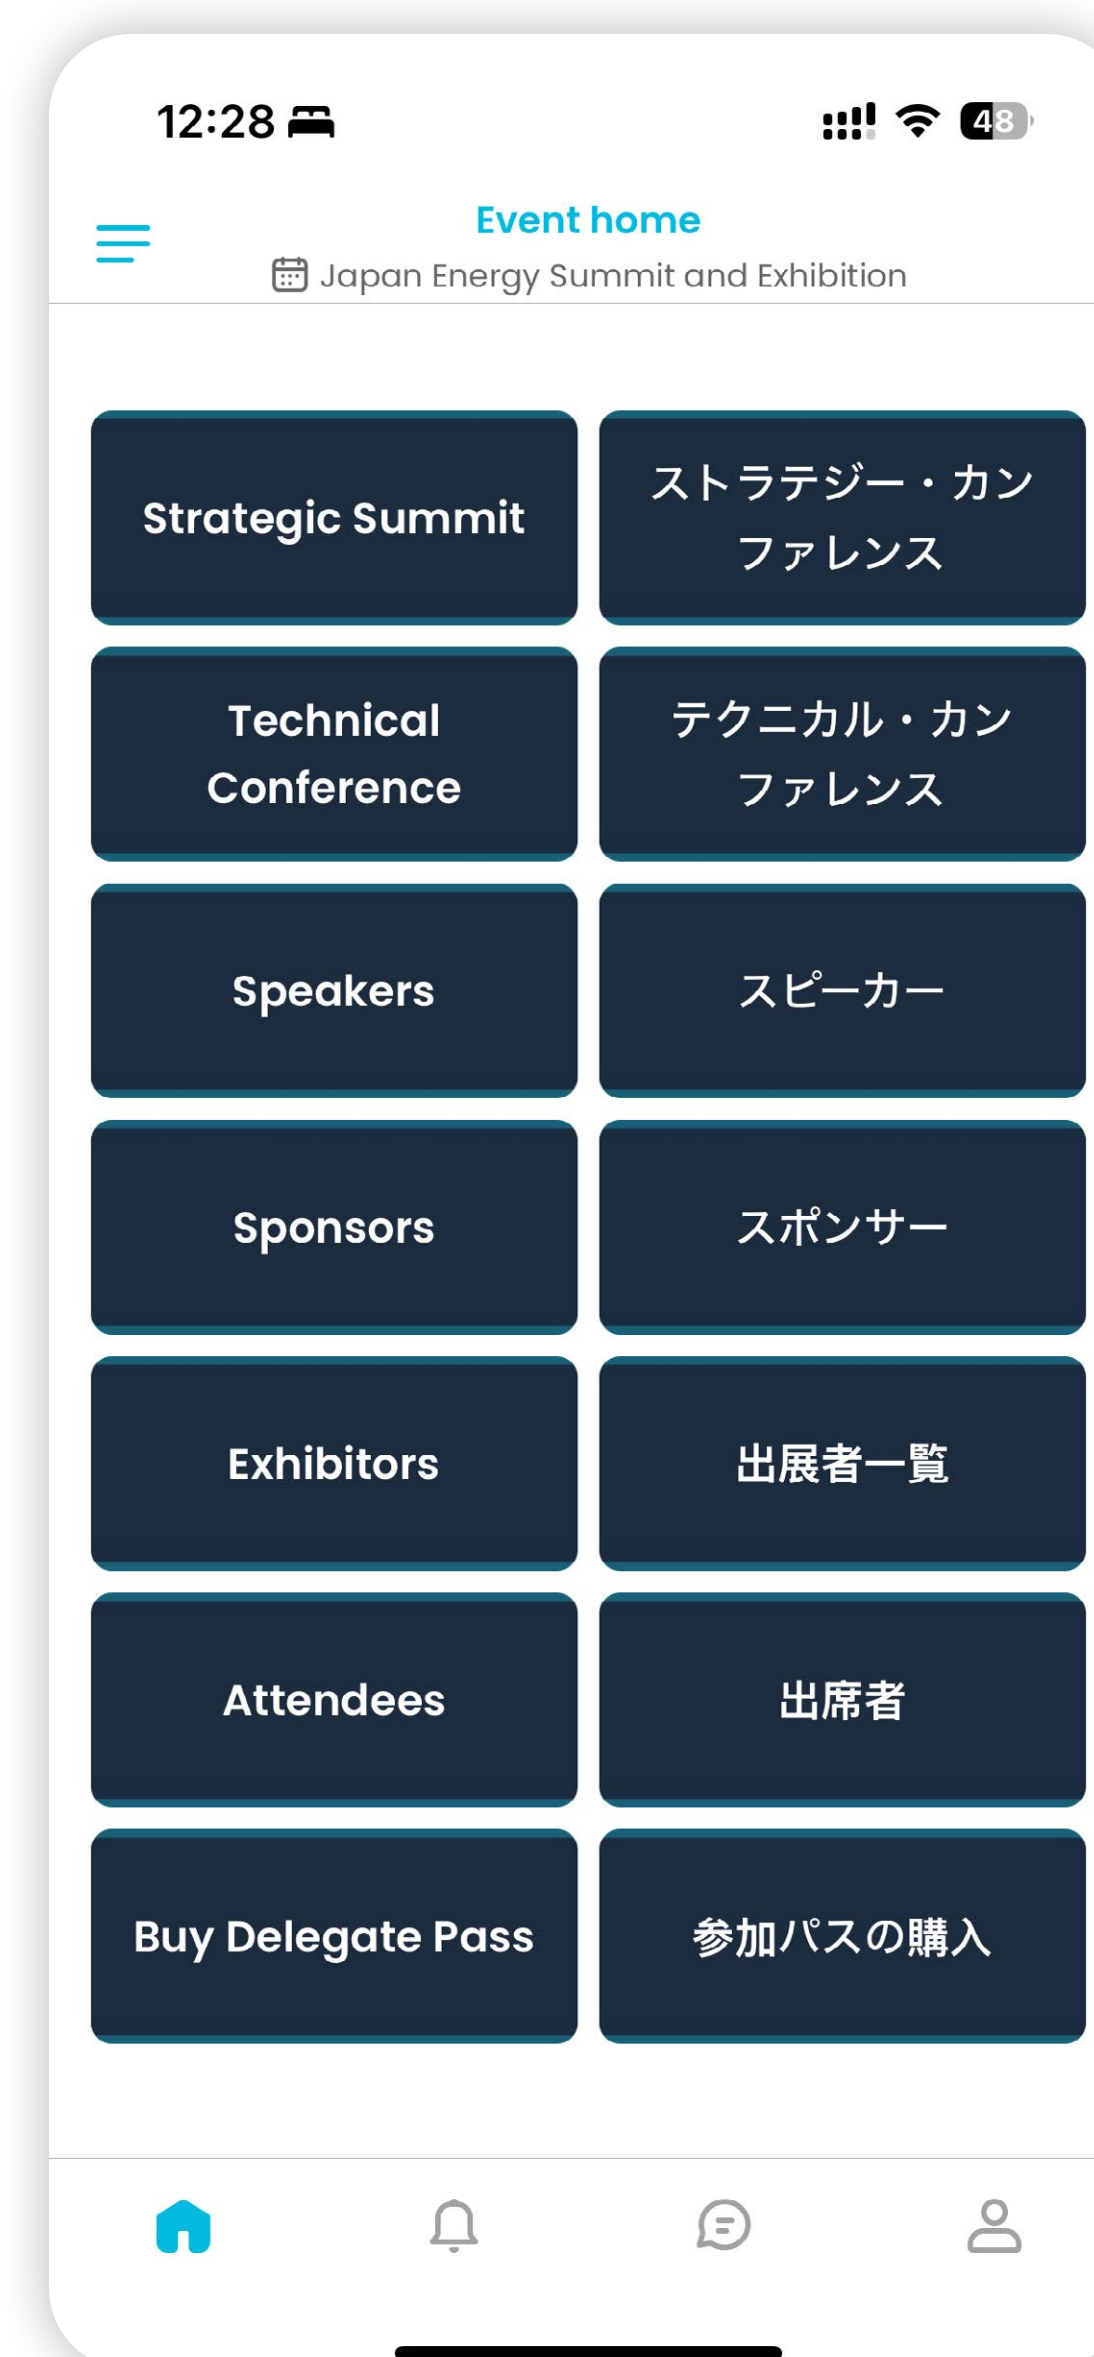 12:28
48
Event home
Japan Energy Summit and Exhibition
Strategic Summit
ストラテジー・カン
ファレンス
Technical
Conference
テクニカル・カン
ファレンス
Speakers
スピーカー
Sponsors
スポンサー
Exhibitors
出展者一覧
Attendees
出席者
Buy Delegate Pass
参加パスの購入